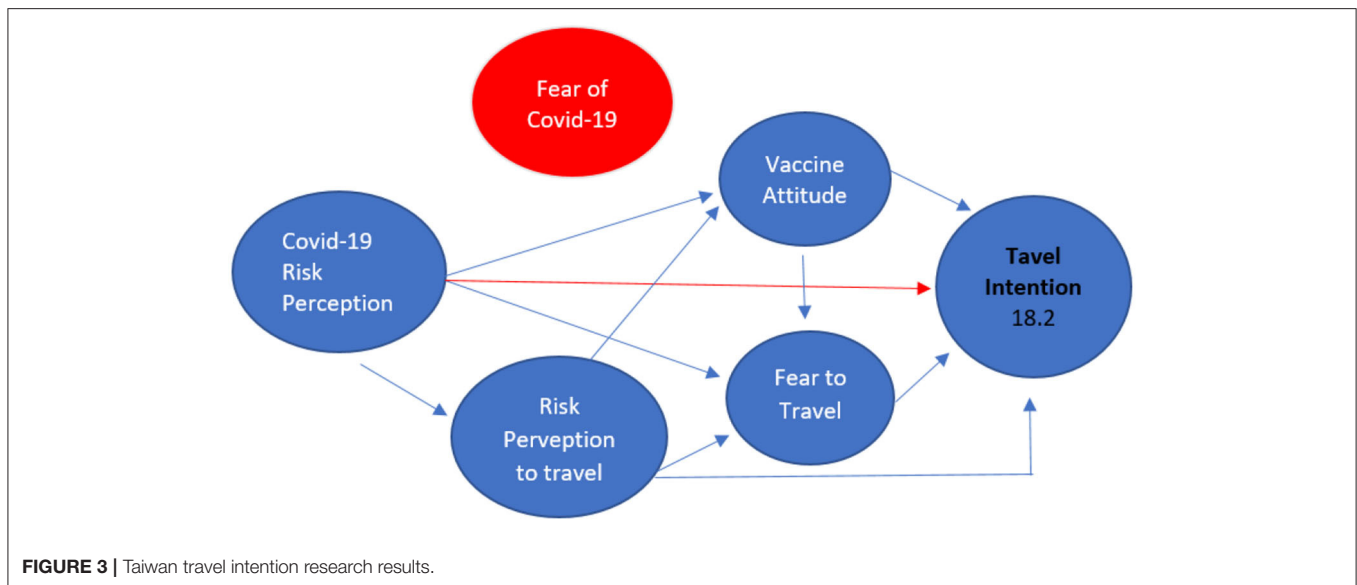 Fear of
Covid-19
Vaccine
Attitude
Covid-19
Risk
Perception
Tavel
Intention
18.2
Fear to
Travel
Risk
Perveption
to travel
FIGURE 3 | Taiwan travel intention research results.